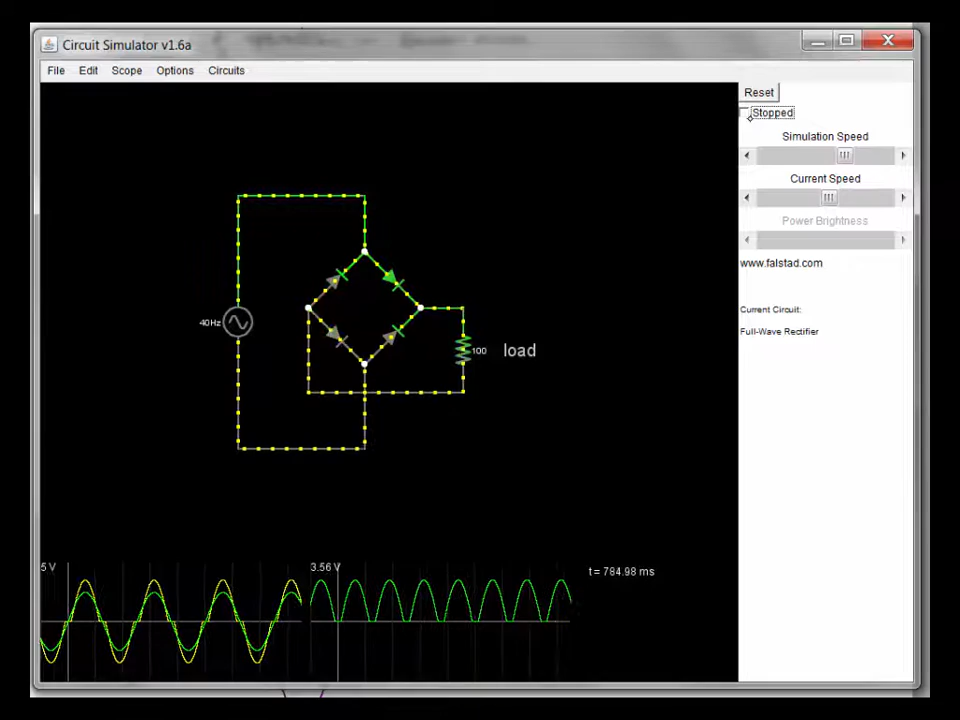 Circuit Simulator v1.6a
File Edit Scope Options Circuits
Reset
Stopped
Simulation Speed
Current Speed
Power Brightness
www.falstad.com
Current Circuit:
Full-Wave Rectifier
40Hz
100
load
5 V
3.56 V
t = 784.98 ms